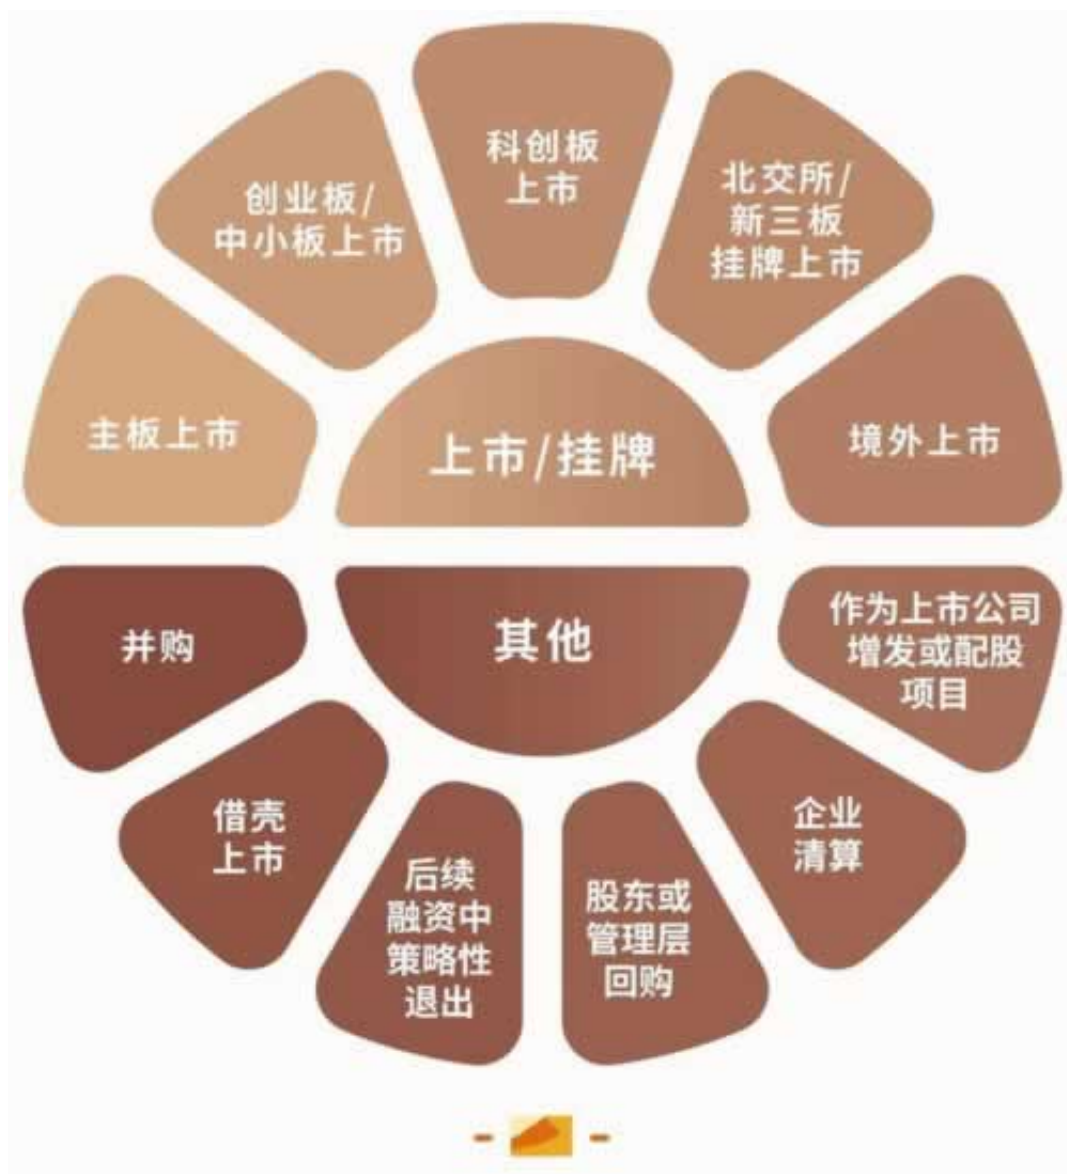 科创板
上市
创业板/
中小板上市
北交所/
新三板
挂牌上市
主板上市
上市/挂牌
境外上市
并购
其他
作为上市公司
增发或配股
项目
借壳
上市
后续
融资中
策略性
退出
股东或
管理层
回购
企业
清算